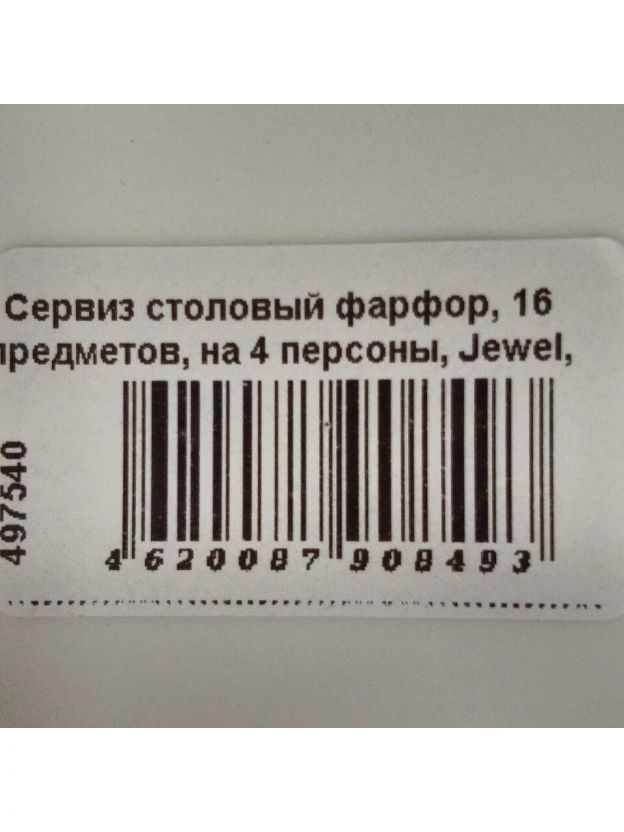 Сервиз столовый фарфор, 16
предметов, на 4 персоны, Jewel,
497540
4 620087 908493